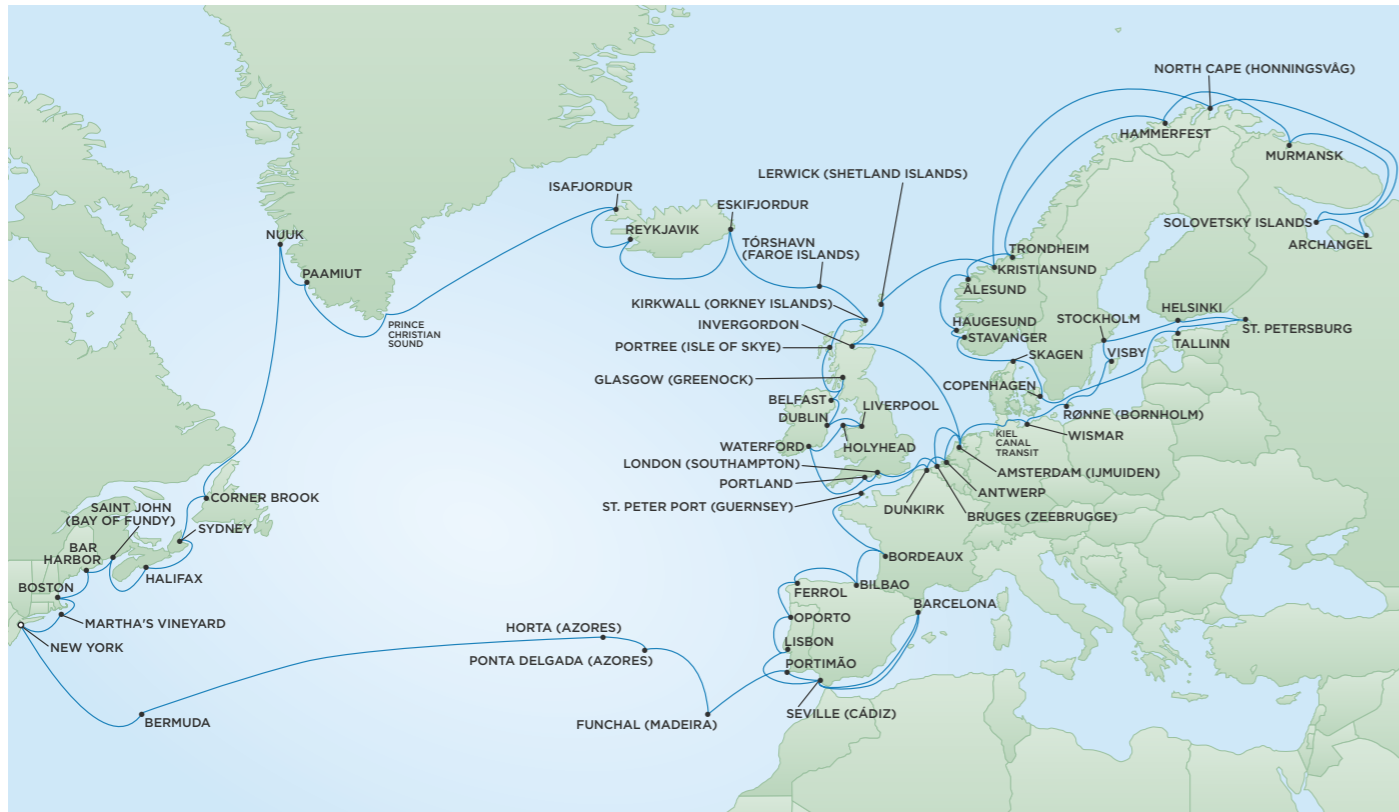 NORTH CAPE (HONNINGSVÅG)
HAMMERFEST
MURMANSK
LERWICK (SHETLAND ISLANDS)
ISAFJORDUR
ESKIFJORDUR
SOLOVETSKY ISLANDS
NUUK
REYKJAVIK
ARCHANGEL
TÓRSHAVN
(FAROE ISLANDS)
TRONDHEIM
KRISTIANSUND
PAAMIUT
ÅLESUND
KIRKWALL (ORKNEY ISLANDS)
HELSINKI
PRINCE
CHRISTIAN
SOUND
INVERGORDON
HAUGESUND
STOCKHOLM
ST. PETERSBURG
STAVANGER
TALLINN
PORTREE (ISLE OF SKYE)
SKAGEN
VISBY
GLASGOW (GREENOCK)
COPENHAGEN
BELFAST
LIVERPOOL
DUBLIN
RØNNE (BORNHOLM)
KIEL
CANAL
TRANSIT
WISMAR
WATERFORD
HOLYHEAD
AMSTERDAM (IJMUIDEN)
LONDON (SOUTHAMPTON)
PORTLAND
ANTWERP
ST. PETER PORT (GUERNSEY)
DUNKIRK
BRUGES (ZEEBRUGGE)
CORNER BROOK
SAINT JOHN
(BAY OF FUNDY)
SYDNEY
BAR
HARBOR
HALIFAX
BORDEAUX
BOSTON
FERROL
BILBAO
BARCELONA
MARTHA'S VINEYARD
OPORTO
HORTA (AZORES)
NEW YORK
LISBON
PONTA DELGADA (AZORES)
PORTIMÃO
BERMUDA
FUNCHAL (MADEIRA)
SEVILLE (CÁDIZ)